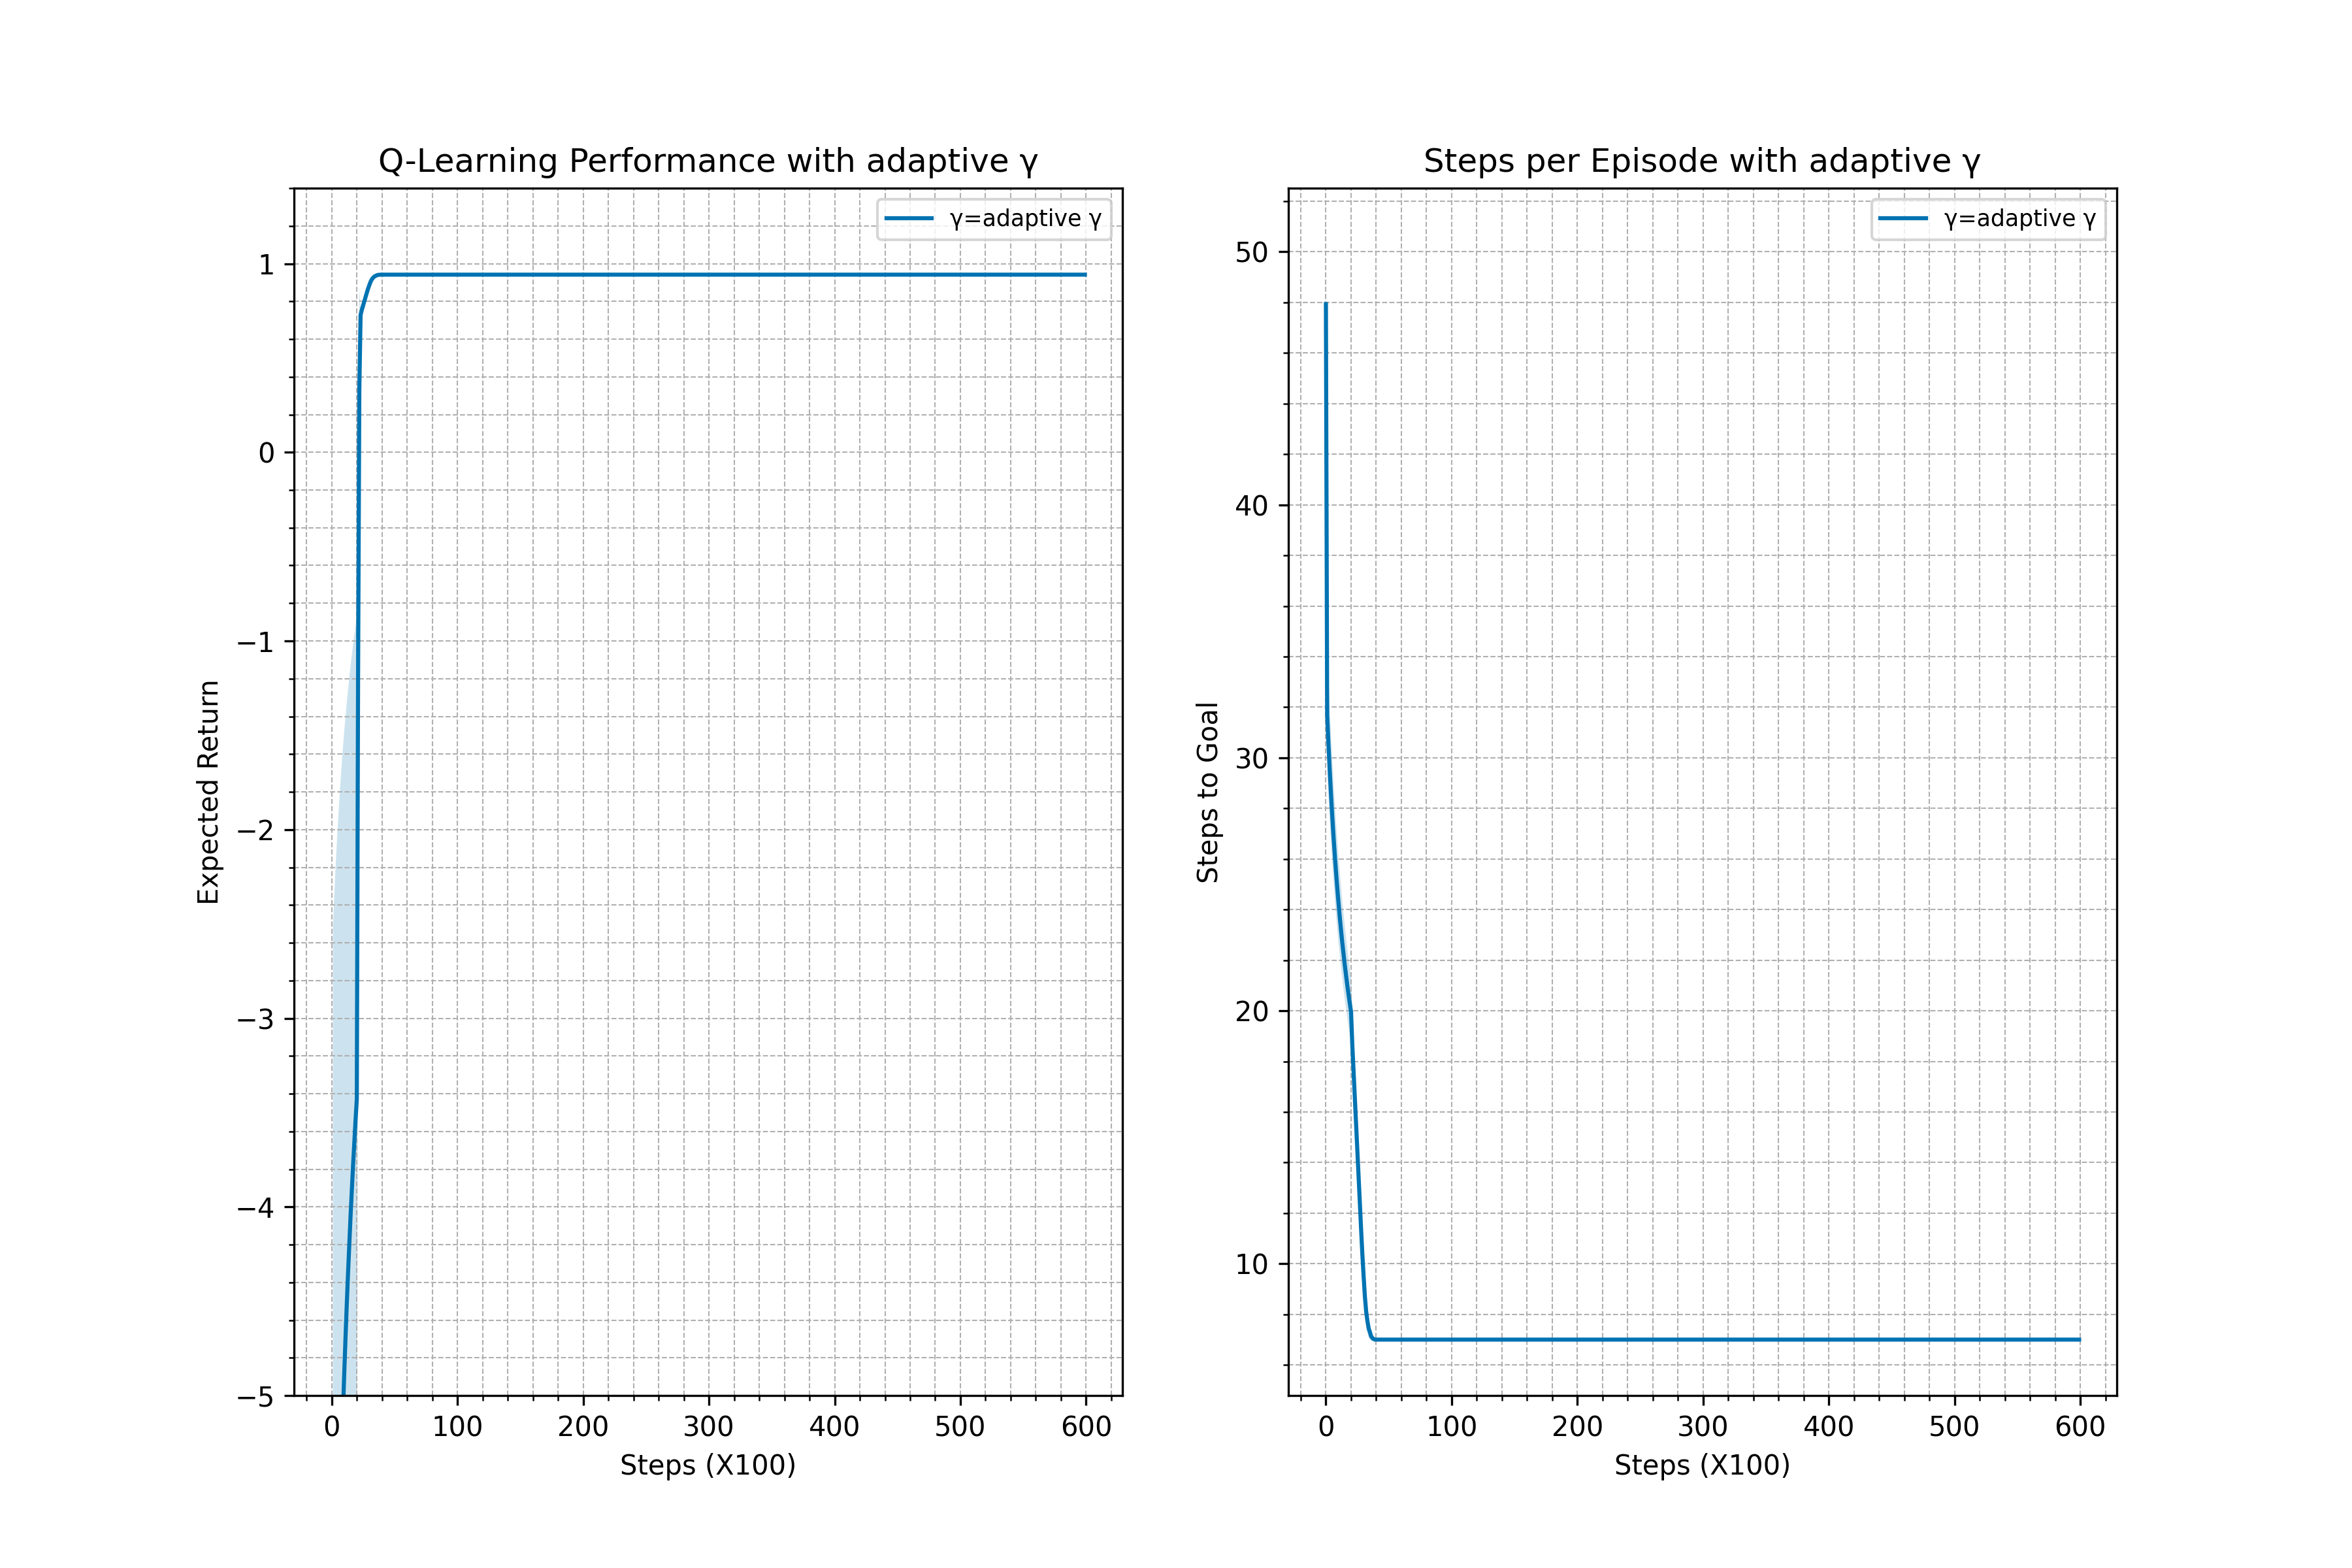 Q-Learning Performance with adaptive γ
γ=adaptive γ
1
0
−1
−2
−3
−4
−5
Expected Return
0 100 200 300 400 500 600
Steps (X100)
Steps per Episode with adaptive γ
γ=adaptive γ
50
40
30
20
10
Steps to Goal
0 100 200 300 400 500 600
Steps (X100)